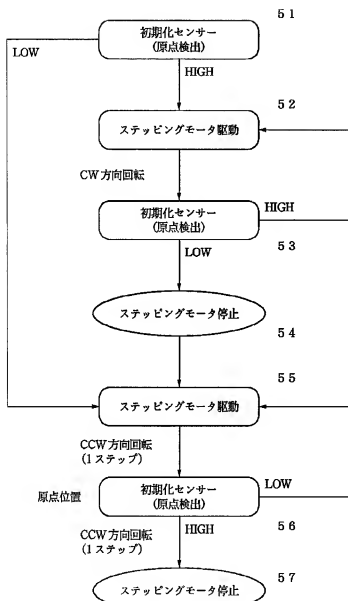 51
初期化センサー
(原点検出)
LOW
HIGH
52
ステッピングモータ駆動
CW方向回転
初期化センサー
(原点検出)
HIGH
53
LOW
ステッピングモータ停止
54
55
ステッピングモータ駆動
CCW方向回転
(1ステップ)
原点位置
初期化センサー
(原点検出)
LOW
56
CCW方向回転
(1ステップ)
HIGH
ステッピングモータ停止
57